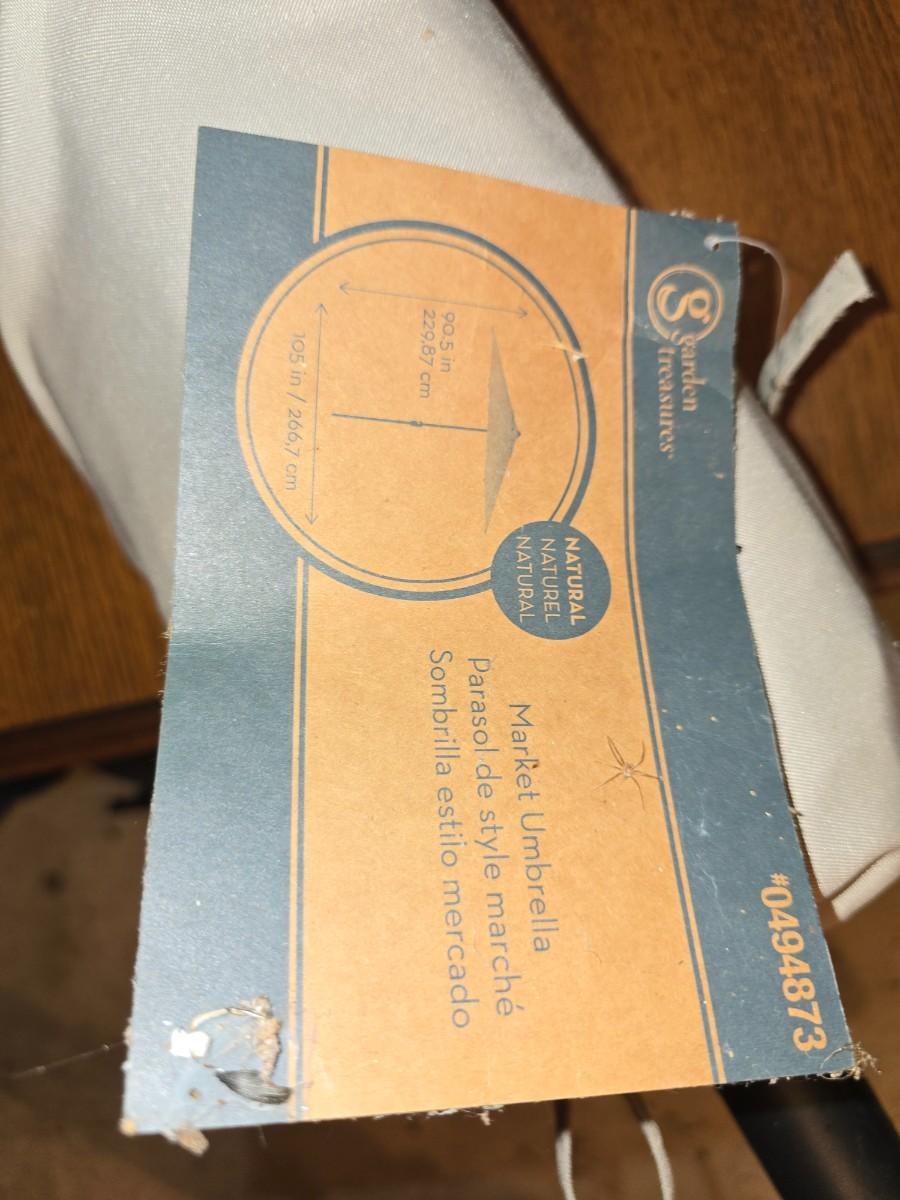 g garden
treasures®
#0494873
90.5 in
229,87 cm
105 in / 266,7 cm
NATURAL
NATUREL
NATURAL
Market Umbrella
Parasol de style marché
Sombrilla estilo mercado